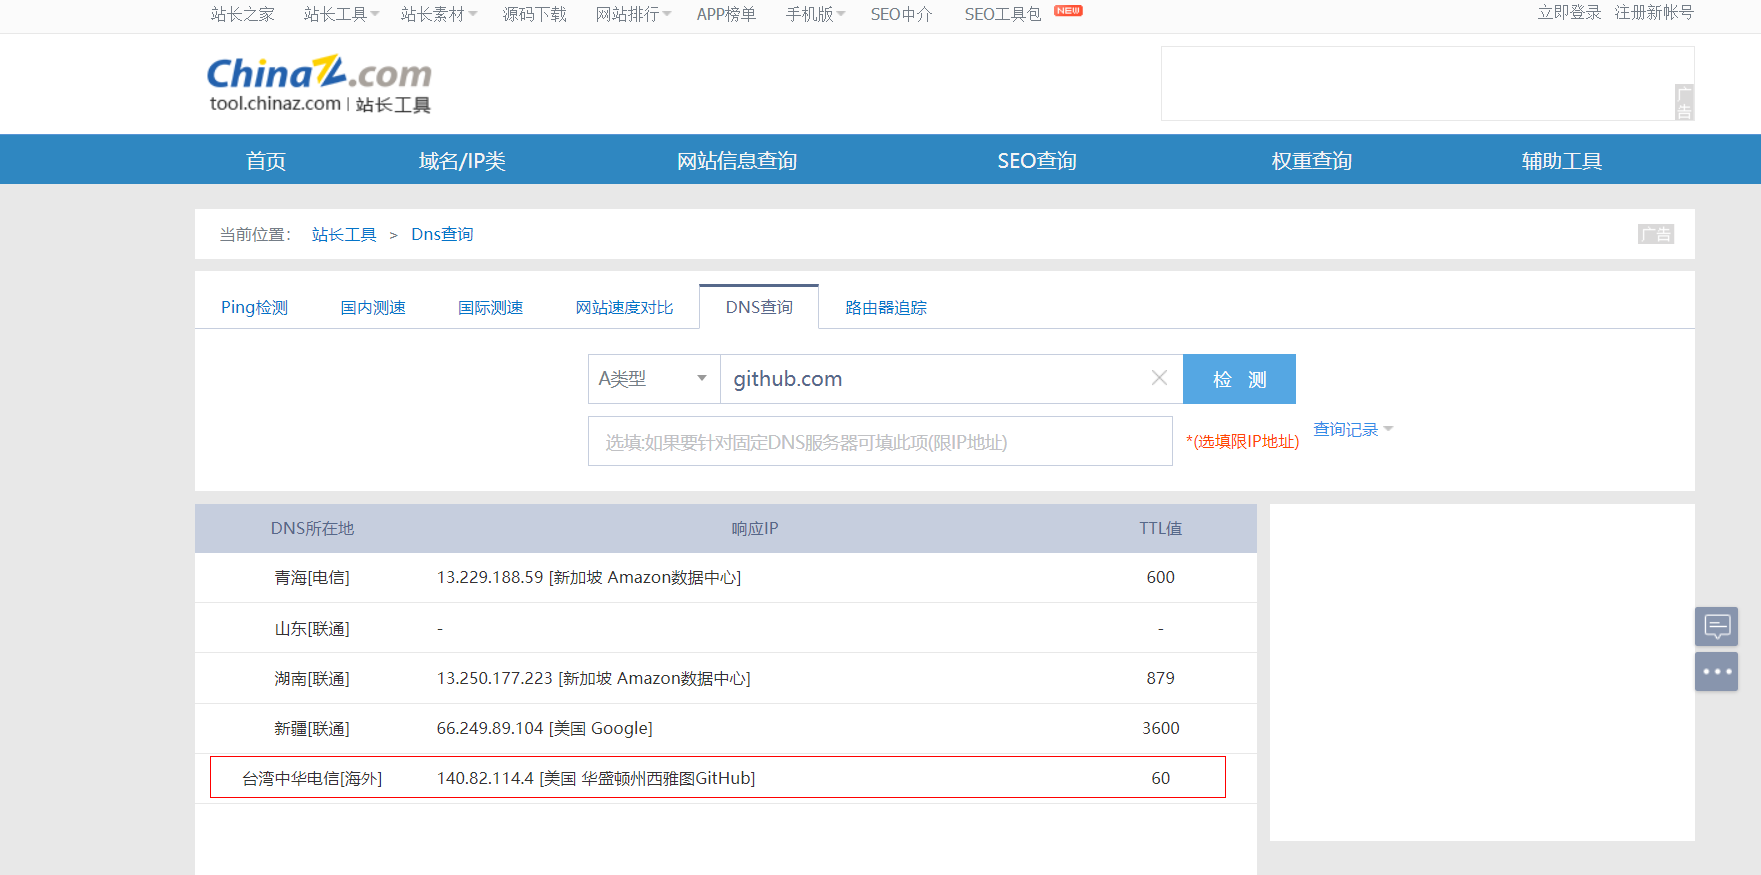 站长之家 站长工具 站长素材 源码下载 网站排行 APP榜单 手机版 SEO中介 SEO工具包 NEW 立即登录 注册新帐号
ChinaZ.com
tool.chinaz.com | 站长工具
广告
首页 域名/IP类 网站信息查询 SEO查询 权重查询 辅助工具
当前位置： 站长工具 > Dns查询 广告
Ping检测 国内测速 国际测速 网站速度对比 DNS查询 路由器追踪
A类型 github.com 检 测
选填:如果要针对固定DNS服务器可填此项(限IP地址) *(选填限IP地址) 查询记录
DNS所在地 响应IP TTL值
青海[电信] 13.229.188.59 [新加坡 Amazon数据中心] 600
山东[联通] - -
湖南[联通] 13.250.177.223 [新加坡 Amazon数据中心] 879
新疆[联通] 66.249.89.104 [美国 Google] 3600
台湾中华电信[海外] 140.82.114.4 [美国 华盛顿州西雅图GitHub] 60